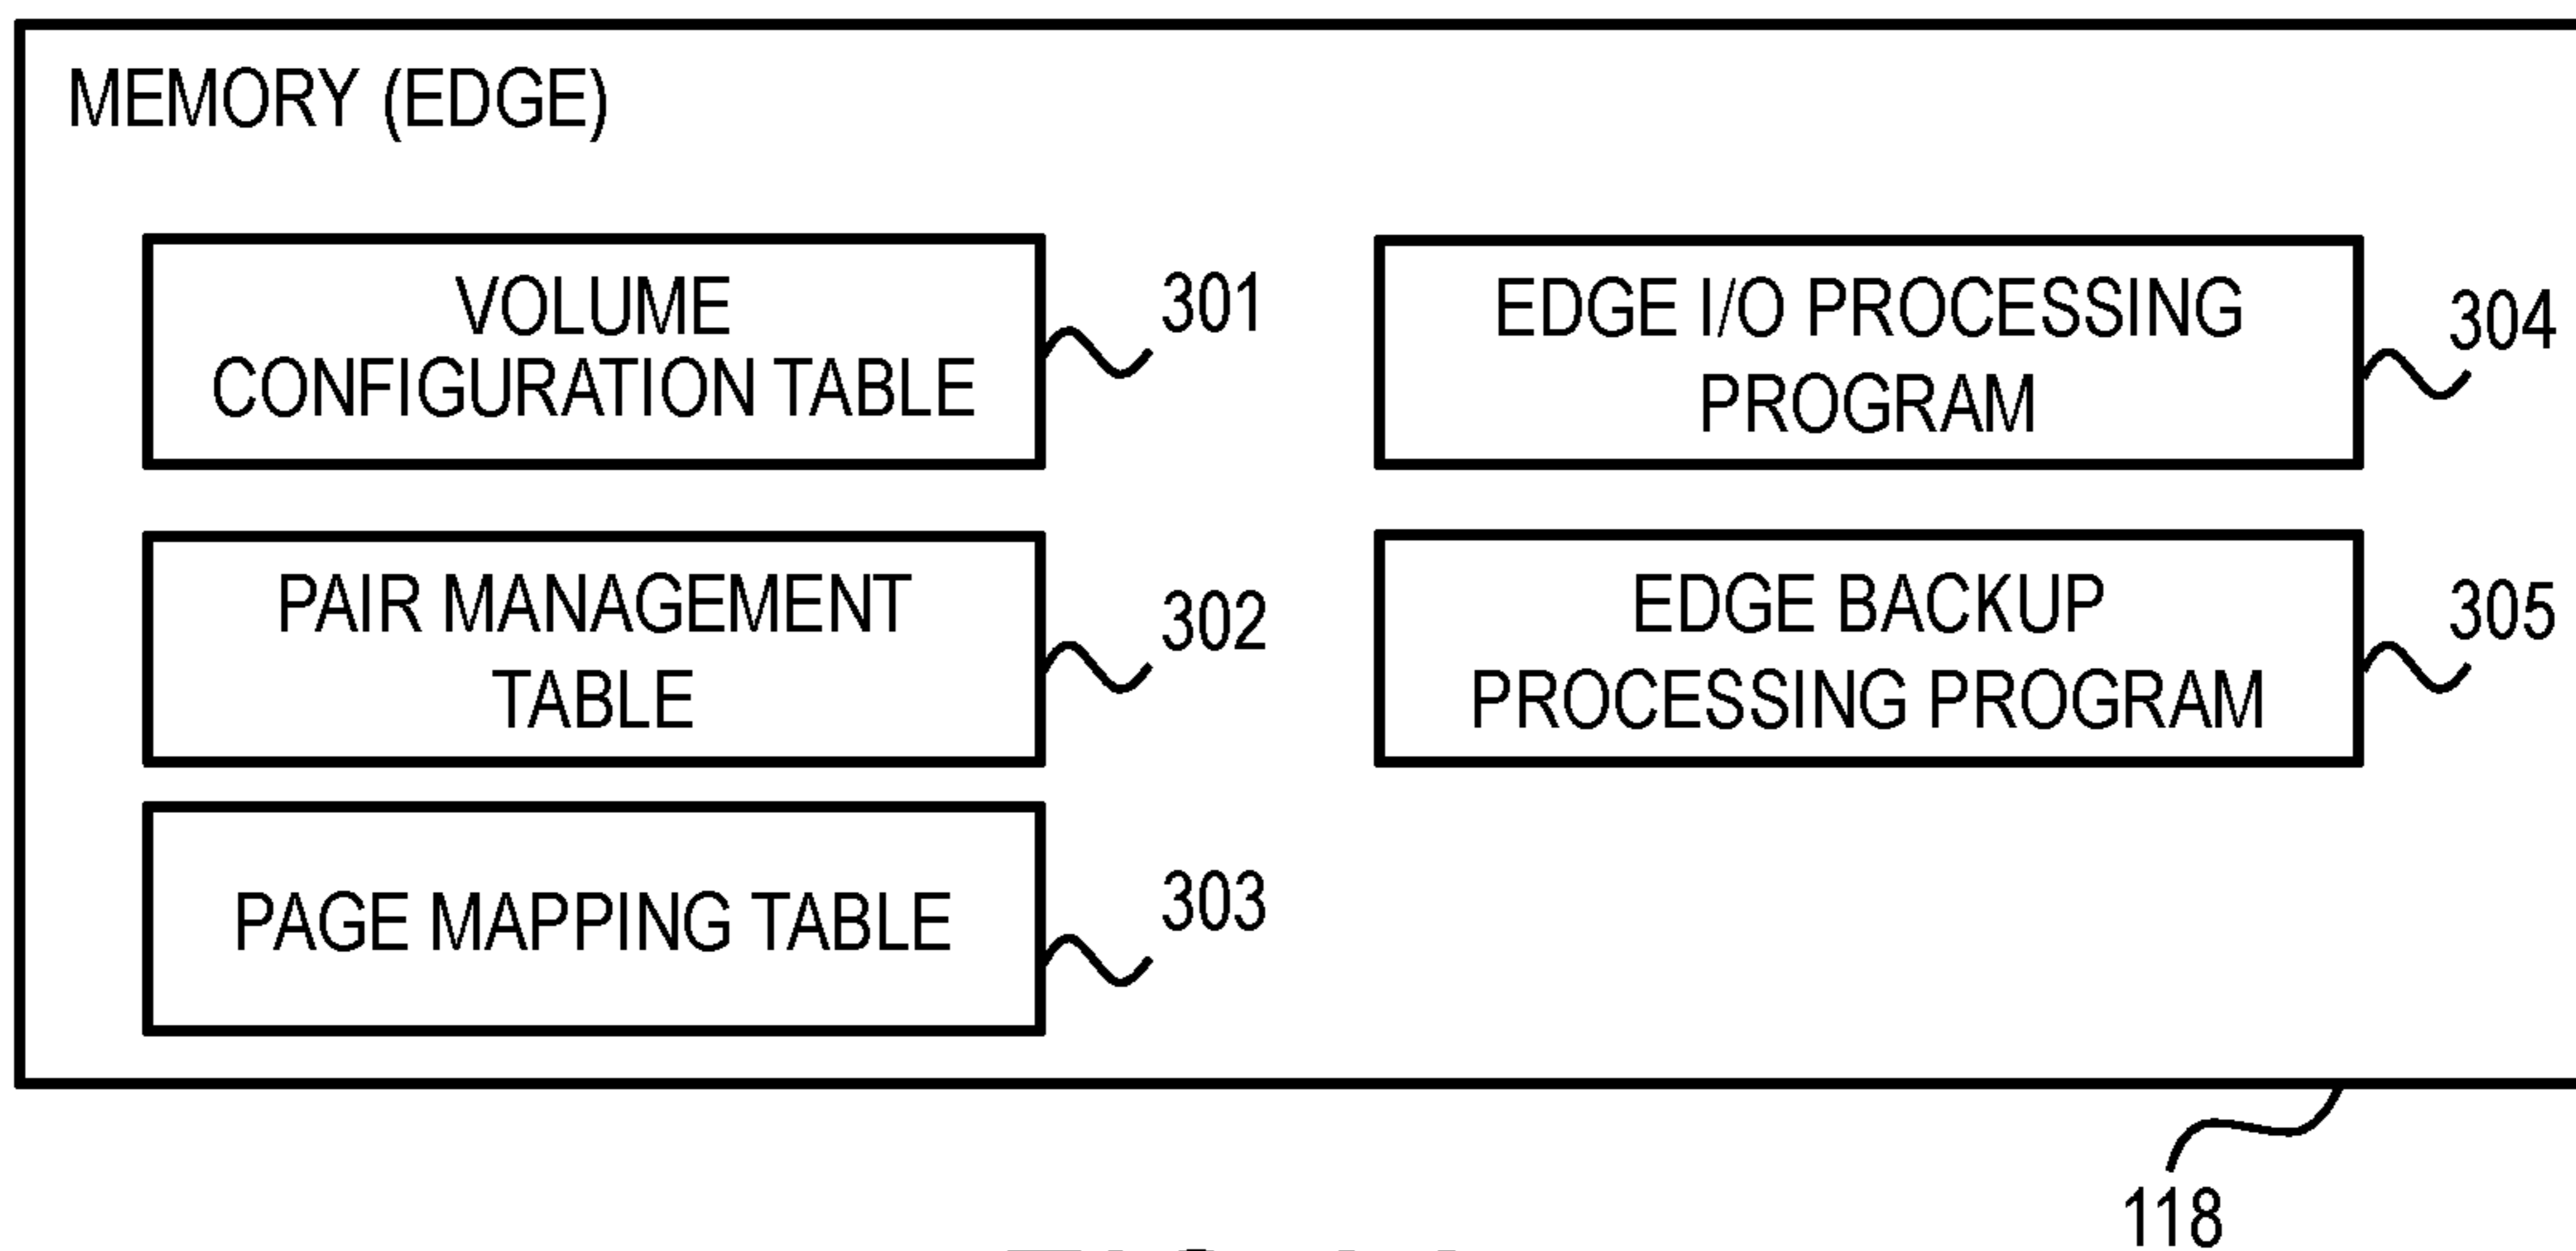 MEMORY (EDGE)
VOLUME
CONFIGURATION TABLE
301
PAIR MANAGEMENT
TABLE
302
PAGE MAPPING TABLE
303
EDGE I/O PROCESSING
PROGRAM
304
EDGE BACKUP
PROCESSING PROGRAM
305
118